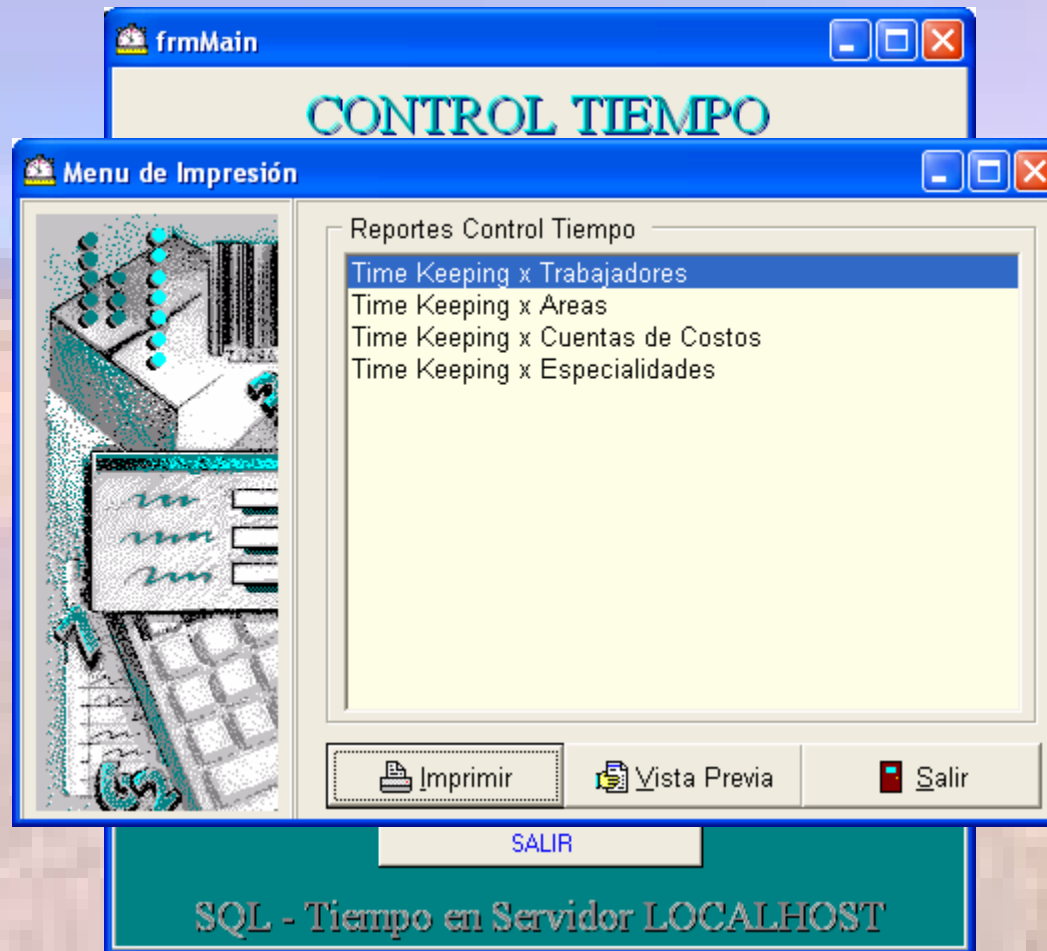 frmMain
CONTROL TIEMPO
Menu de Impresión
Reportes Control Tiempo
Time Keeping x Trabajadores
Time Keeping x Areas
Time Keeping x Cuentas de Costos
Time Keeping x Especialidades
Imprimir
Vista Previa
Salir
SALIR
SQL - Tiempo en Servidor LOCALHOST